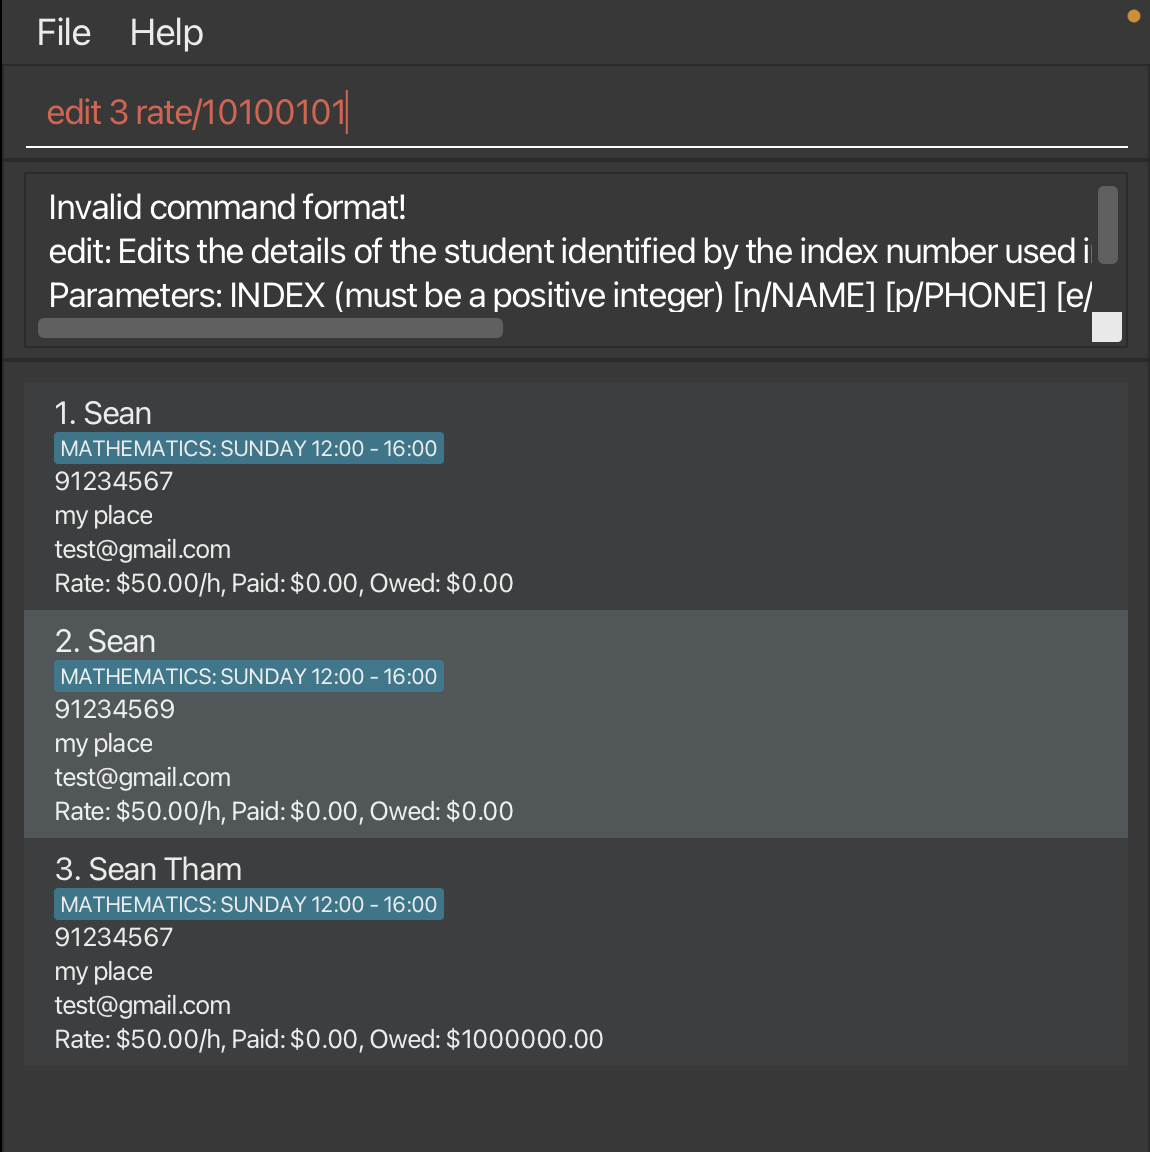 File Help
edit 3 rate/10100101
Invalid command format!
edit: Edits the details of the student identified by the index number used
Parameters: INDEX (must be a positive integer) [n/NAME] [p/PHONE] [e/
1. Sean
MATHEMATICS: SUNDAY 12:00 - 16:00
91234567
my place
test@gmail.com
Rate: $50.00/h, Paid: $0.00, Owed: $0.00
2. Sean
MATHEMATICS: SUNDAY 12:00 - 16:00
91234569
my place
test@gmail.com
Rate: $50.00/h, Paid: $0.00, Owed: $0.00
3. Sean Tham
MATHEMATICS: SUNDAY 12:00 - 16:00
91234567
my place
test@gmail.com
Rate: $50.00/h, Paid: $0.00, Owed: $1000000.00